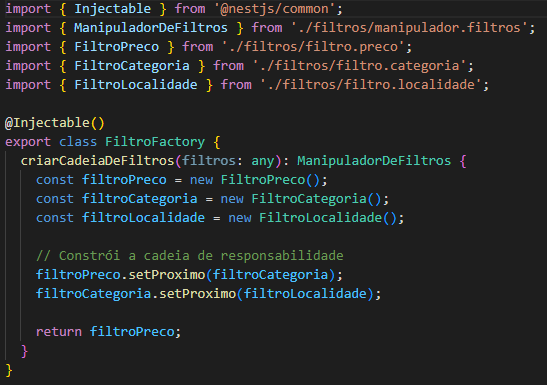 import { Injectable } from '@nestjs/common';
import { ManipuladorDeFiltros } from './filtros/manipulador.filtros';
import { FiltroPreco } from './filtros/filtro.preco';
import { FiltroCategoria } from './filtros/filtro.categoria';
import { FiltroLocalidade } from './filtros/filtro.localidade';

@Injectable()
export class FiltroFactory {
  criarCadeiaDeFiltros(filtros: any): ManipuladorDeFiltros {
    const filtroPreco = new FiltroPreco();
    const filtroCategoria = new FiltroCategoria();
    const filtroLocalidade = new FiltroLocalidade();

    // Constrói a cadeia de responsabilidade
    filtroPreco.setProximo(filtroCategoria);
    filtroCategoria.setProximo(filtroLocalidade);

    return filtroPreco;
  }
}